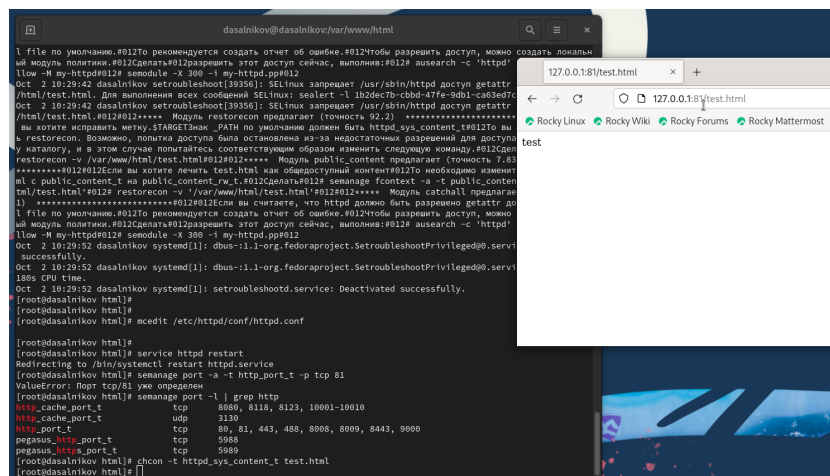 dasalnikov@dasalnikov:/var/www/html
l file по умолчанию.#012То рекомендуется создать отчет об ошибке.#012Чтобы разрешить доступ, можно создать локальн
ый модуль политики.#012Сделать#012разрешить этот доступ сейчас, выполнив:#012# ausearch -c 'httpd'
llow -M my-httpd#012# semodule -X 300 -i my-httpd.pp#012
Oct  2 10:29:42 dasalnikov setroubleshoot[39356]: SELinux запрещает /usr/sbin/httpd доступ getattr
/html/test.html. Для выполнения всех сообщений SELinux: sealert -l 1b2dec7b-cbbd-47fe-9db1-ca63ed7c
Oct  2 10:29:42 dasalnikov setroubleshoot[39356]: SELinux запрещает /usr/sbin/httpd доступ getattr
/html/test.html.#012#012*****  Модуль restorecon предлагает (точность 92.2)  **********************
 вы хотите исправить метку.$TARGETЗнак _PATH по умолчанию должен быть httpd_sys_content_t#012То вы
ь restorecon. Возможно, попытка доступа была остановлена из-за недостаточных разрешений для доступа
у каталогу, и в этом случае попытайтесь соответствующим образом изменить следующую команду.#012Сдел
restorecon -v /var/www/html/test.html#012#012*****  Модуль public_content предлагает (точность 7.83
*********#012#012Если вы хотите лечить test.html как общедоступный контент#012То необходимо изменит
ml с public_content_t на public_content_rw_t.#012Сделать#012# semanage fcontext -a -t public_conten
tml/test.html'#012# restorecon -v '/var/www/html/test.html'#012#012*****  Модуль catchall предлагае
1)  **************************#012#012Если вы считаете, что httpd должно быть разрешено getattr до
l file по умолчанию.#012То рекомендуется создать отчет об ошибке.#012Чтобы разрешить доступ, можно
ый модуль политики.#012Сделать#012разрешить этот доступ сейчас, выполнив:#012# ausearch -c 'httpd'
llow -M my-httpd#012# semodule -X 300 -i my-httpd.pp#012
Oct  2 10:29:52 dasalnikov systemd[1]: dbus-:1.1-org.fedoraproject.SetroubleshootPrivileged@0.servi
 successfully.
Oct  2 10:29:52 dasalnikov systemd[1]: dbus-:1.1-org.fedoraproject.SetroubleshootPrivileged@0.servi
180s CPU time.
Oct  2 10:29:52 dasalnikov systemd[1]: setroubleshootd.service: Deactivated successfully.
[root@dasalnikov html]#
[root@dasalnikov html]#
[root@dasalnikov html]# mcedit /etc/httpd/conf/httpd.conf
[root@dasalnikov html]#
[root@dasalnikov html]# service httpd restart
Redirecting to /bin/systemctl restart httpd.service
[root@dasalnikov html]# semanage port -a -t http_port_t -p tcp 81
ValueError: Порт tcp/81 уже определен
[root@dasalnikov html]# semanage port -l | grep http
http_cache_port_t              tcp      8080, 8118, 8123, 10001-10010
http_cache_port_t              udp      3130
http_port_t                    tcp      80, 81, 443, 488, 8008, 8009, 8443, 9000
pegasus_http_port_t            tcp      5988
pegasus_https_port_t           tcp      5989
[root@dasalnikov html]# chcon -t httpd_sys_content_t test.html
[root@dasalnikov html]#
127.0.0.1:81/test.html
127.0.0.1:81/test.html
Rocky Linux Rocky Wiki Rocky Forums Rocky Mattermost
test